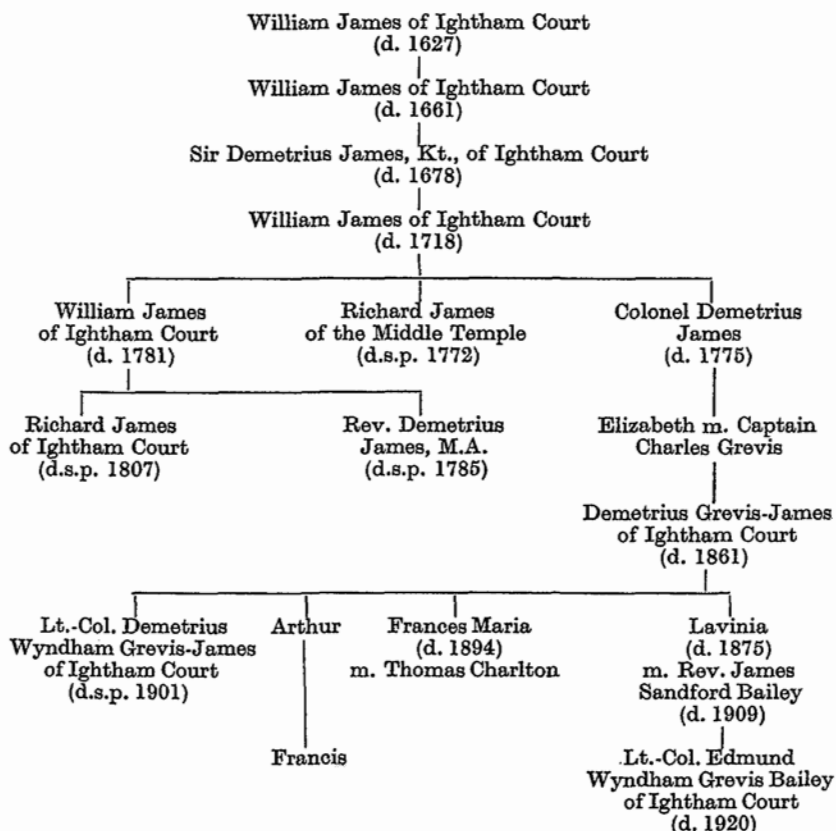 William James of Ightham Court
(d. 1627)
William James of Ightham Court
(d. 1661)
Sir Demetrius James, Kt., of Ightham Court
(d. 1678)
William James of Ightham Court
(d. 1718)
William James
of Ightham Court
(d. 1781)
Richard James
of the Middle Temple
(d.s.p. 1772)
Colonel Demetrius
James
(d. 1775)
Richard James
of Ightham Court
(d.s.p. 1807)
Rev. Demetrius
James, M.A.
(d.s.p. 1785)
Elizabeth m. Captain
Charles Grevis
Demetrius Grevis-James
of Ightham Court
(d. 1861)
Lt.-Col. Demetrius
Wyndham Grevis-James
of Ightham Court
(d.s.p. 1901)
Arthur
Frances Maria
(d. 1894)
m. Thomas Charlton
Lavinia
(d. 1875)
m. Rev. James
Sandford Bailey
(d. 1909)
Francis
Lt.-Col. Edmund
Wyndham Grevis Bailey
of Ightham Court
(d. 1920)